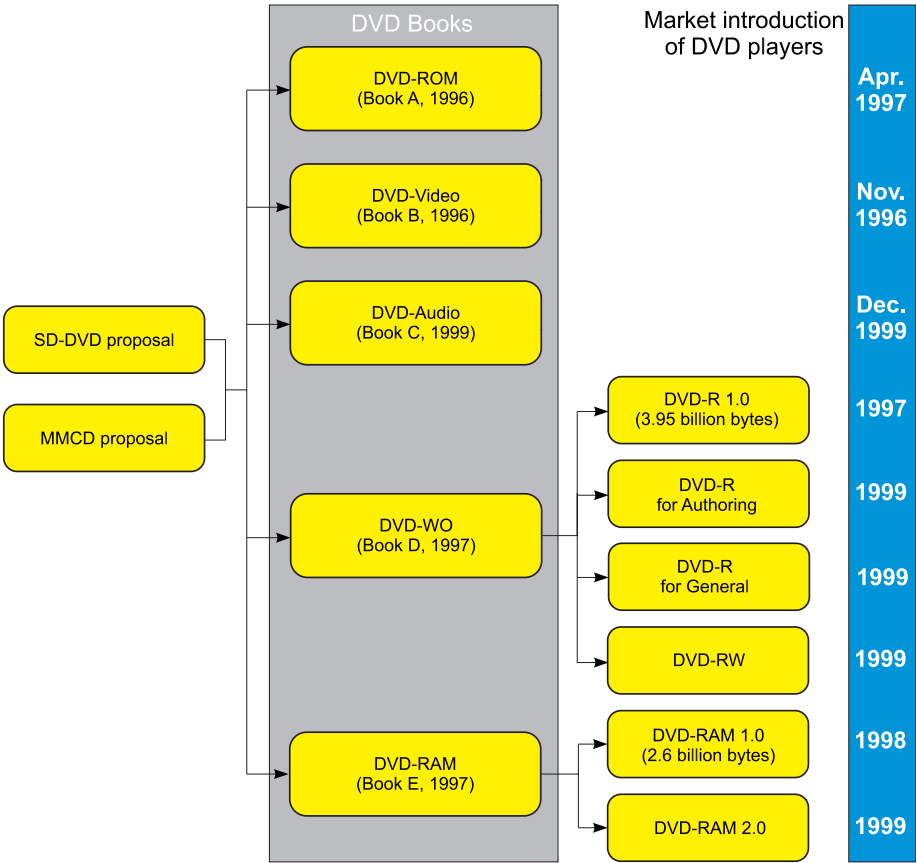 DVD Books
Market introduction
of DVD players
DVD-ROM
(Book A, 1996)
Apr.
1997
DVD-Video
(Book B, 1996)
Nov.
1996
DVD-Audio
(Book C, 1999)
Dec.
1999
SD-DVD proposal
MMCD proposal
DVD-R 1.0
(3.95 billion bytes)
1997
DVD-WO
(Book D, 1997)
DVD-R
for Authoring
1999
DVD-R
for General
1999
DVD-RW
1999
DVD-RAM
(Book E, 1997)
DVD-RAM 1.0
(2.6 billion bytes)
1998
DVD-RAM 2.0
1999